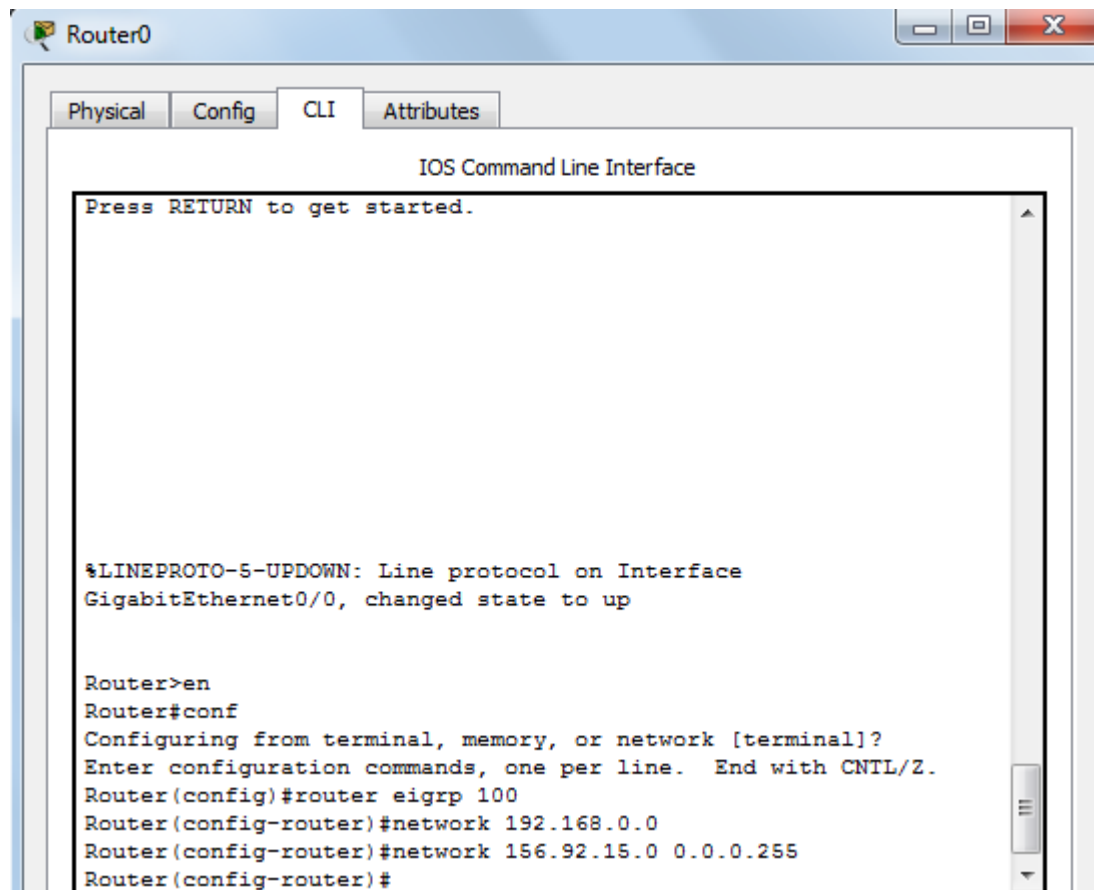 Router0
Physical Config CLI Attributes
IOS Command Line Interface
Press RETURN to get started.
%LINEPROTO-5-UPDOWN: Line protocol on Interface
GigabitEthernet0/0, changed state to up
Router>en
Router#conf
Configuring from terminal, memory, or network [terminal]?
Enter configuration commands, one per line.  End with CNTL/Z.
Router(config)#router eigrp 100
Router(config-router)#network 192.168.0.0
Router(config-router)#network 156.92.15.0 0.0.0.255
Router(config-router)#